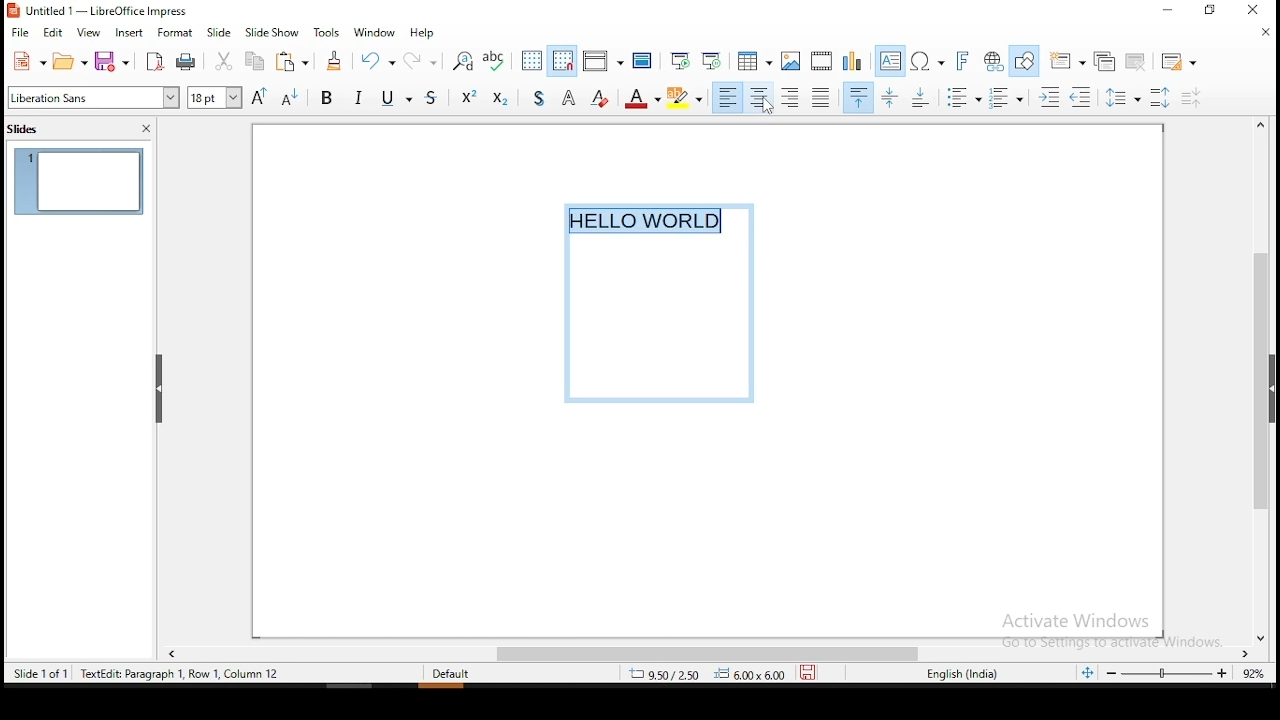 Untitled 1 — LibreOffice Impress
File Edit View Insert Format Slide Slide Show Tools Window Help
Liberation Sans 18 pt
Slides
1
HELLO WORLD
Activate Windows
Go to Settings to activate Windows.
Slide 1 of 1 TextEdit: Paragraph 1, Row 1, Column 12 Default 9.50 / 2.50 6.00 x 6.00 English (India) 92%